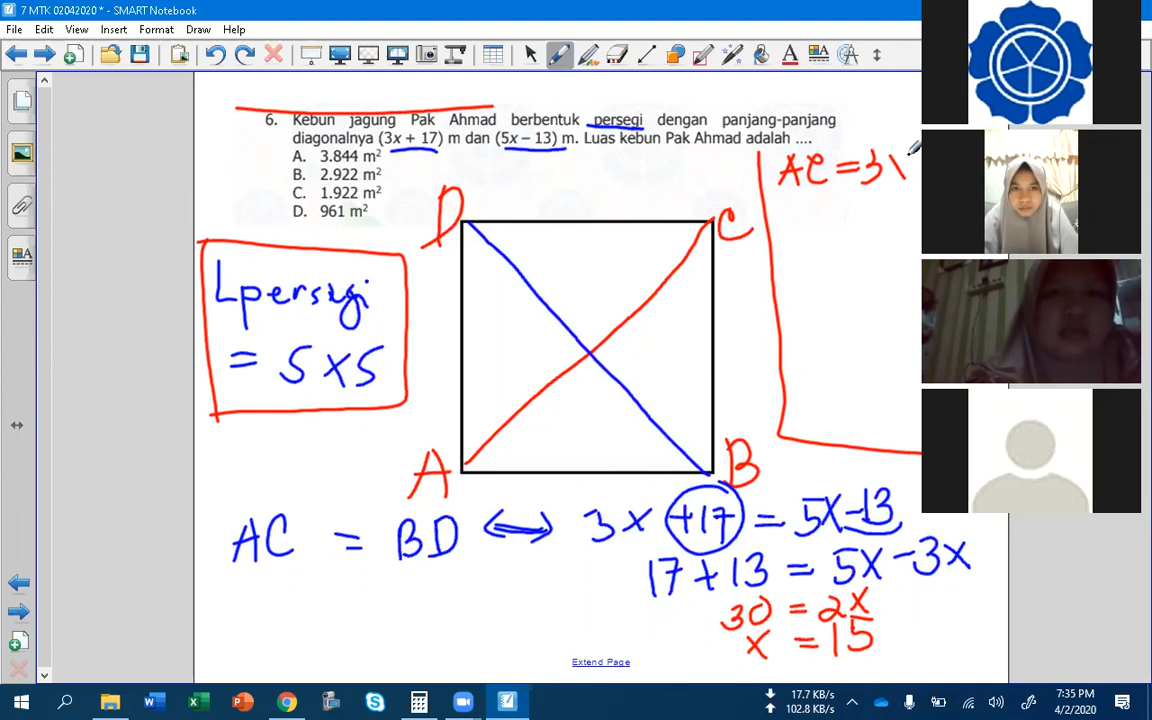 7 MTK 02042020 * - SMART Notebook
File Edit View Insert Format Draw Help
6. Kebun jagung Pak Ahmad berbentuk persegi dengan panjang-panjang
diagonalnya (3x + 17) m dan (5x – 13) m. Luas kebun Pak Ahmad adalah ....
A. 3.844 m²
B. 2.922 m²
C. 1.922 m²
D. 961 m²
AC = 3
D
C
Lpersegi
= S x S
A
B
AC = BD ⟺ 3x +17 = 5x-13
17 + 13 = 5x - 3x
30 = 2x
x = 15
Extend Page
17.7 KB/s
102.8 KB/s
7:35 PM
4/2/2020